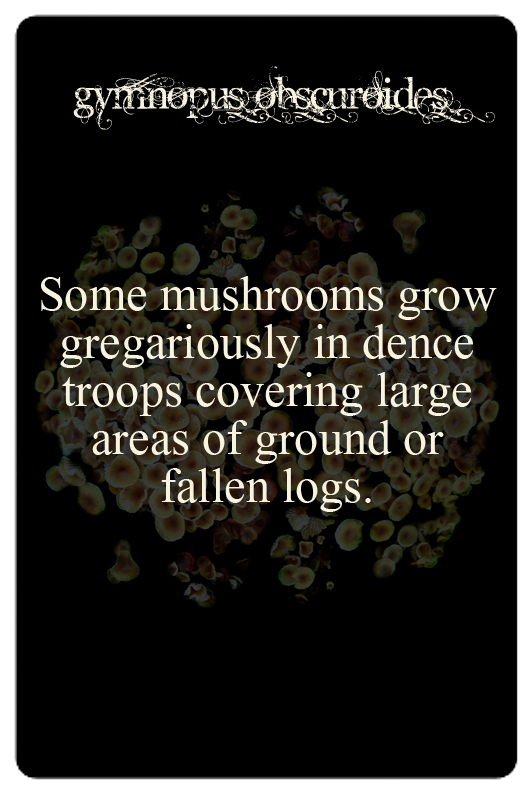 gymnopus obscuroides
Some mushrooms grow
gregariously in dence
troops covering large
areas of ground or
fallen logs.